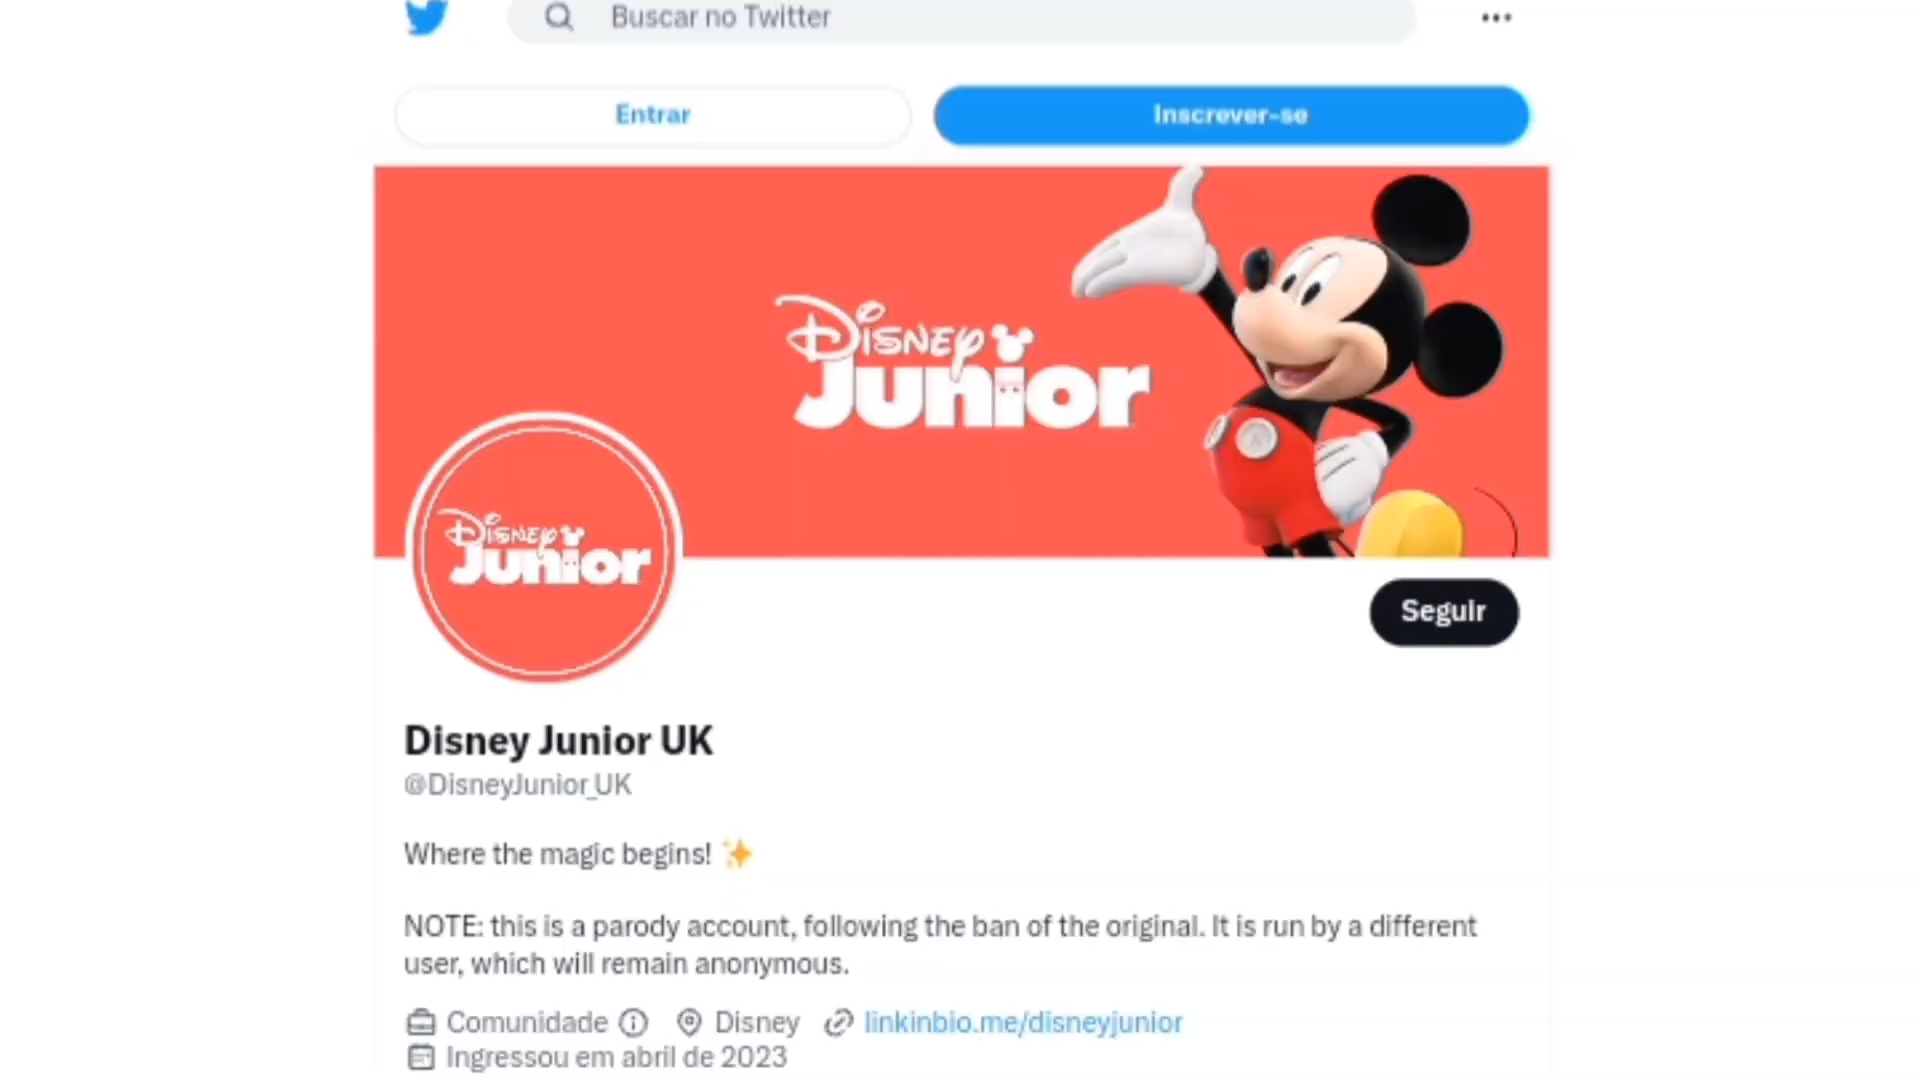 Buscar no Twitter
Entrar
Inscrever-se
Disney
Junior
Disney
Junior
Seguir
Disney Junior UK
@DisneyJunior_UK
Where the magic begins! ✨
NOTE: this is a parody account, following the ban of the original. It is run by a different
user, which will remain anonymous.
Comunidade Disney linkinbio.me/disneyjunior
Ingressou em abril de 2023